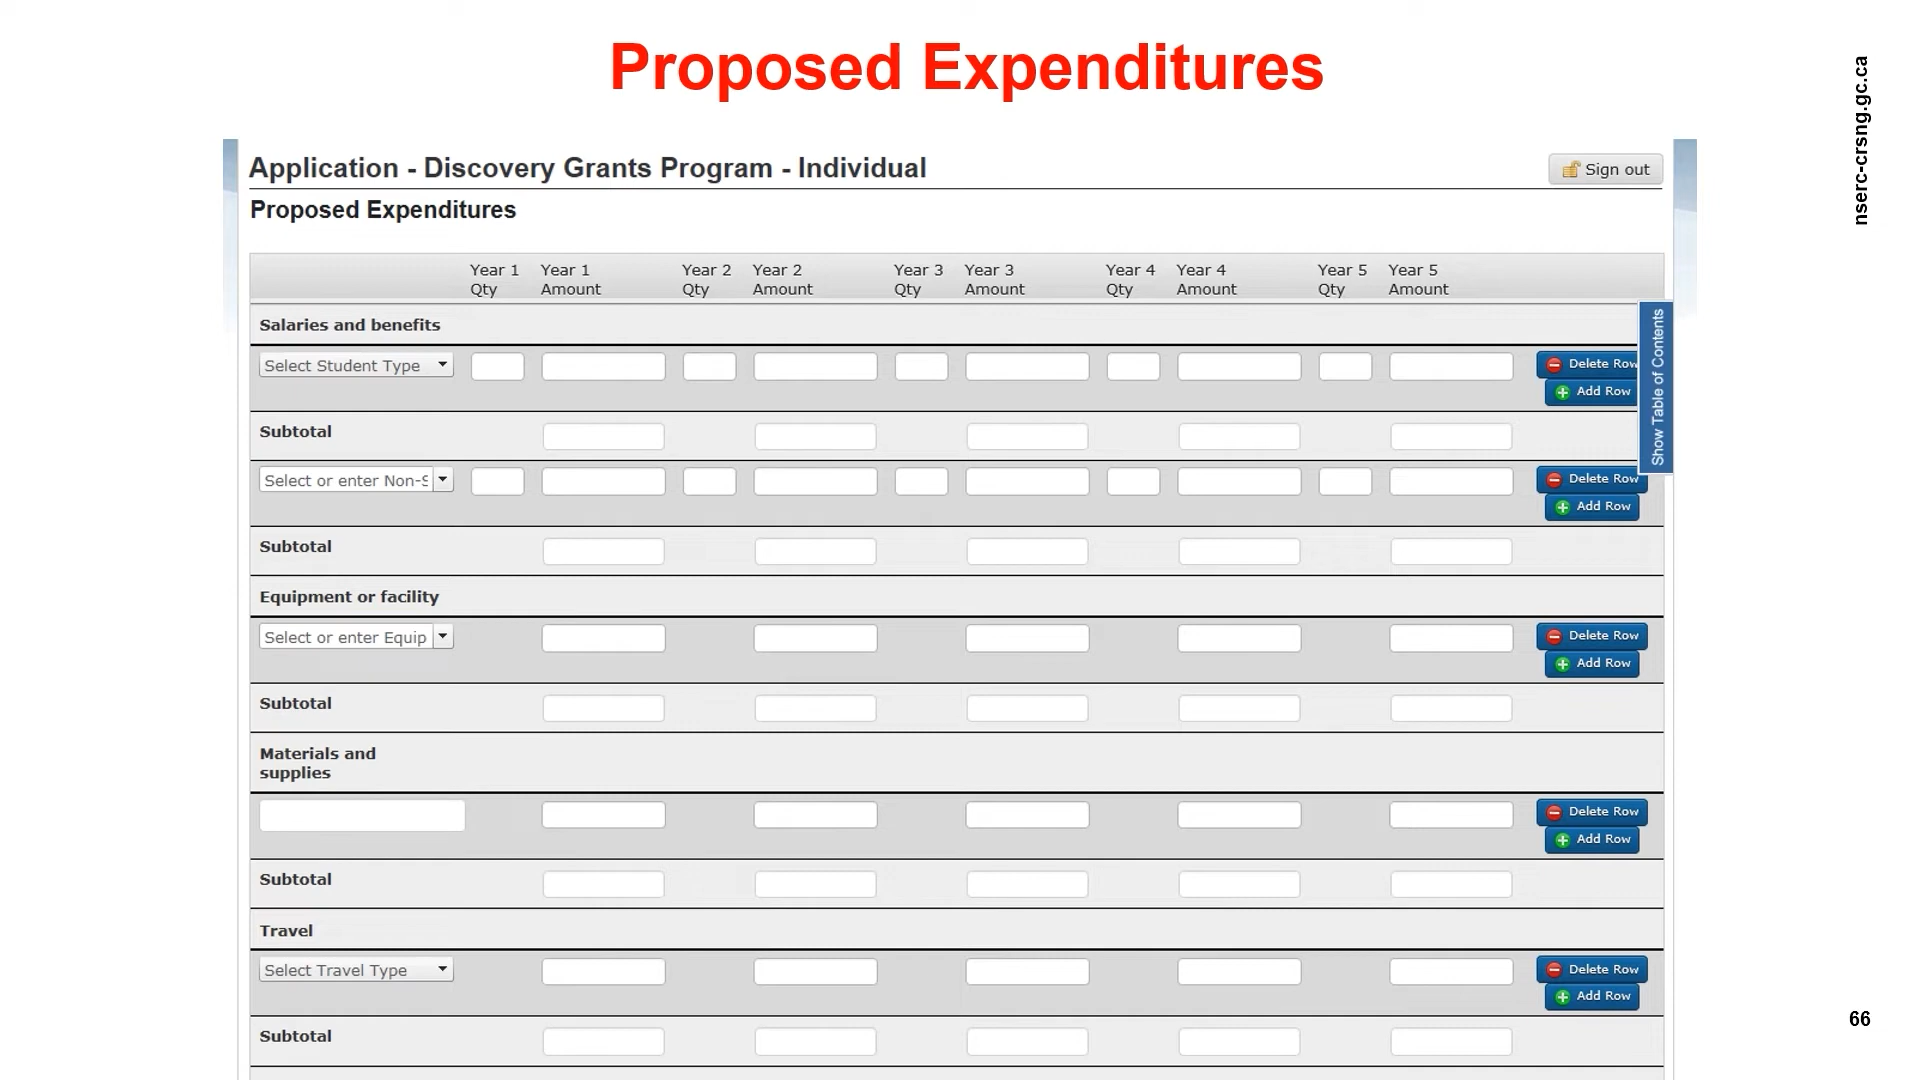 Proposed Expenditures
nserc-crsng.gc.ca
Application - Discovery Grants Program - Individual
Sign out
Proposed Expenditures
Year 1 Qty
Year 1 Amount
Year 2 Qty
Year 2 Amount
Year 3 Qty
Year 3 Amount
Year 4 Qty
Year 4 Amount
Year 5 Qty
Year 5 Amount
Show Table of Contents
Salaries and benefits
Select Student Type
Delete Row
Add Row
Subtotal
Select or enter Non-S
Delete Row
Add Row
Subtotal
Equipment or facility
Select or enter Equip
Delete Row
Add Row
Subtotal
Materials and
supplies
Delete Row
Add Row
Subtotal
Travel
Select Travel Type
Delete Row
Add Row
Subtotal
66